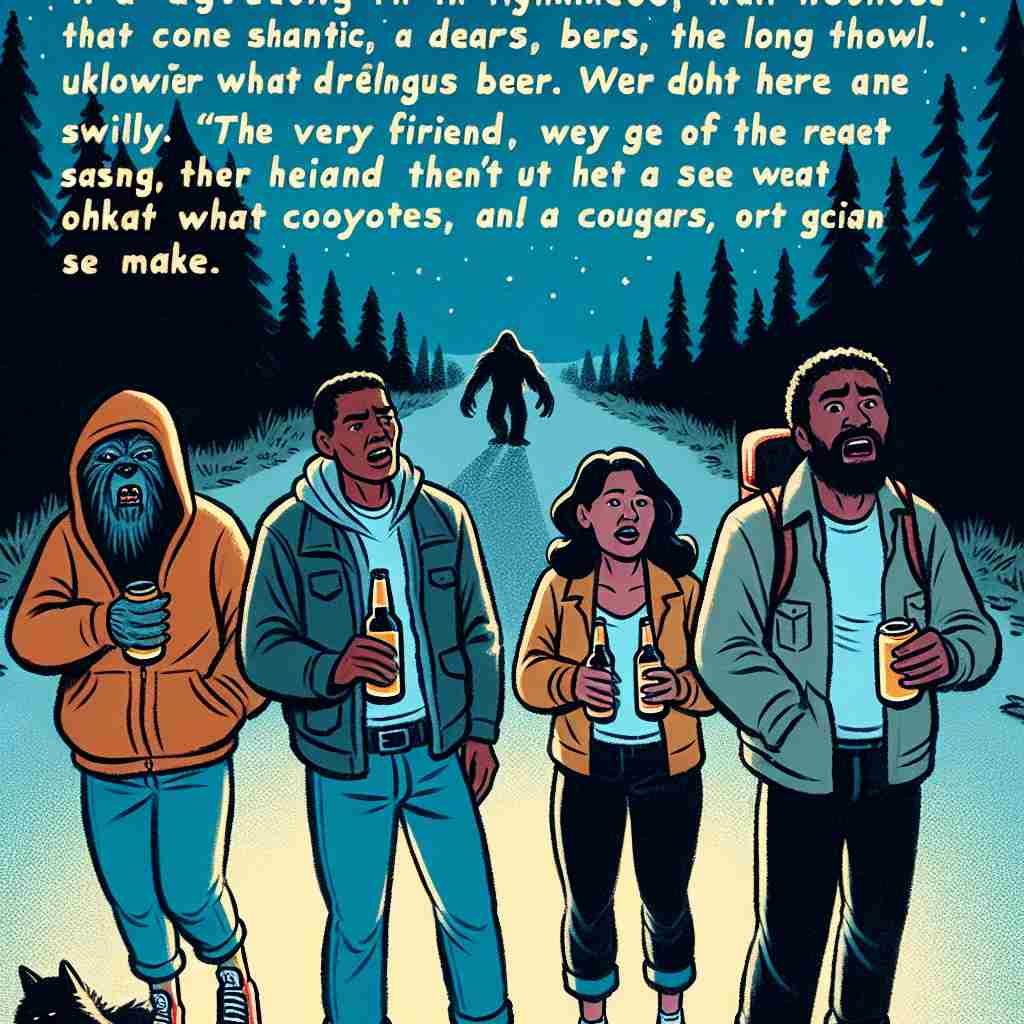 that cone shantic, a dears, bers, the long thowl.
uklowier what drêlngus beer. Wer doht here ane
swilly. “The very firiend, wey ge of the reaet
sasng, ther heiand then't ut het a see weat
ohkat what cooyotes, an! a cougars, ort gcian
se make.